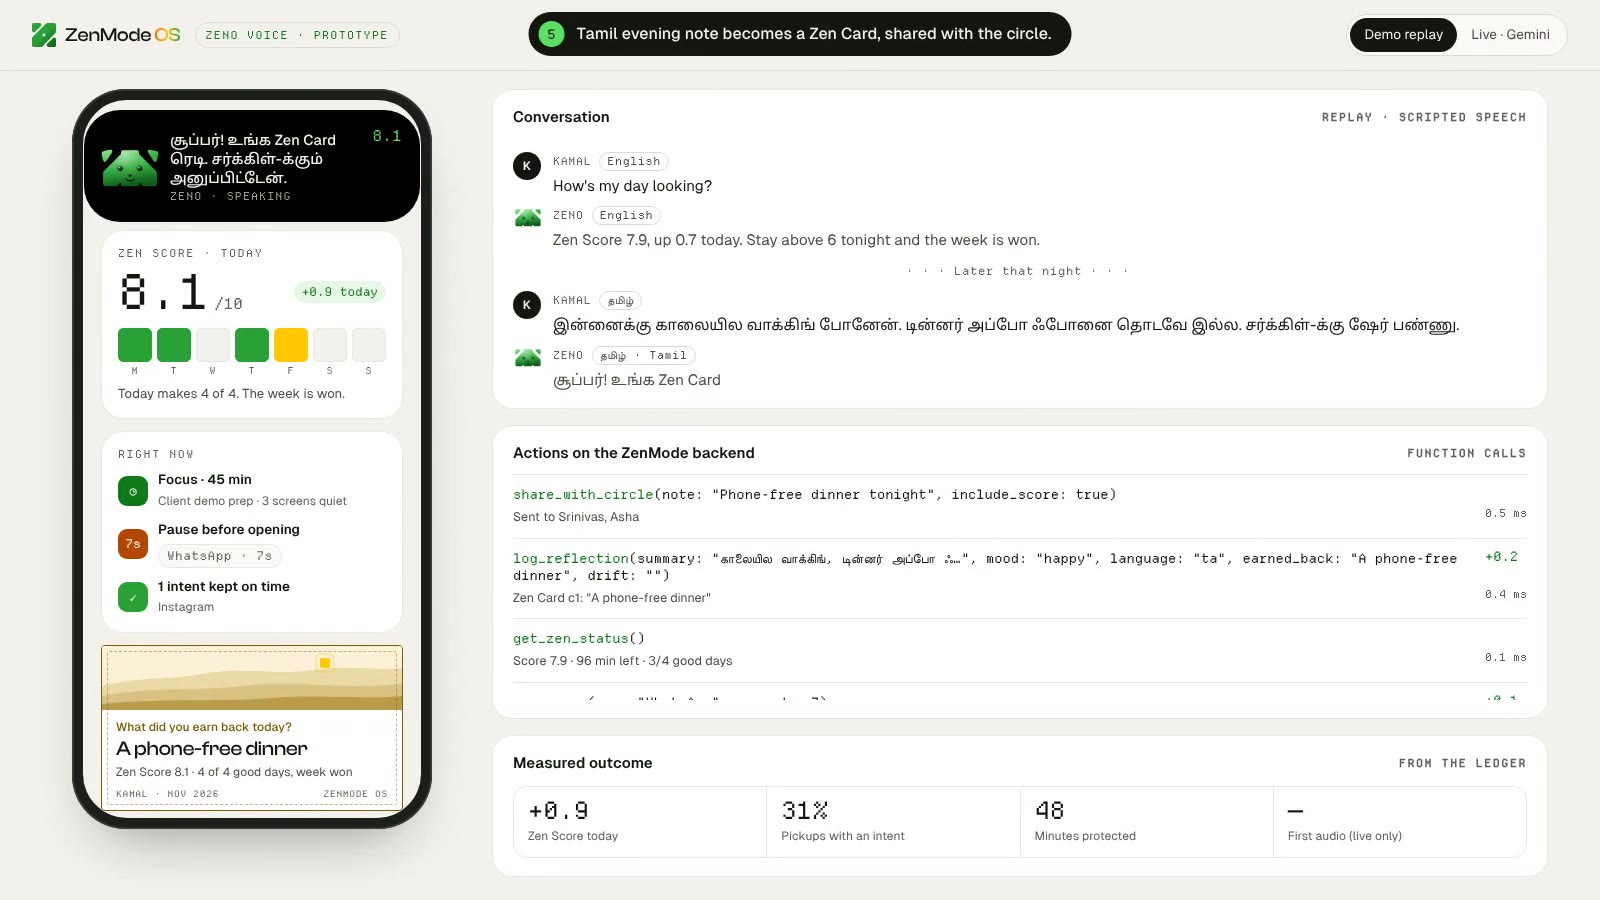 ZenMode OS
ZENO VOICE · PROTOTYPE
5 Tamil evening note becomes a Zen Card, shared with the circle.
Demo replay
Live · Gemini
சூப்பர்! உங்க Zen Card
ரெடி. சர்க்கிள்-க்கும்
அனுப்பிட்டேன்.
8.1
ZENO · SPEAKING
ZEN SCORE · TODAY
8.1 /10
+0.9 today
M T W T F S S
Today makes 4 of 4. The week is won.
RIGHT NOW
Focus · 45 min
Client demo prep · 3 screens quiet
7s
Pause before opening
WhatsApp · 7s
✓
1 intent kept on time
Instagram
What did you earn back today?
A phone-free dinner
Zen Score 8.1 · 4 of 4 good days, week won
KAMAL · NOV 2026
ZENMODE OS
Conversation
REPLAY · SCRIPTED SPEECH
K KAMAL English
How's my day looking?
ZENO English
Zen Score 7.9, up 0.7 today. Stay above 6 tonight and the week is won.
· · · Later that night · · ·
K KAMAL தமிழ்
இன்னைக்கு காலையில வாக்கிங் போனேன். டின்னர் அப்போ ஃபோனை தொடவே இல்ல. சர்க்கிள்-க்கு ஷேர் பண்ணு.
ZENO தமிழ் · Tamil
சூப்பர்! உங்க Zen Card
Actions on the ZenMode backend
FUNCTION CALLS
share_with_circle(note: "Phone-free dinner tonight", include_score: true)
Sent to Srinivas, Asha
0.5 ms
log_reflection(summary: "காலையில வாக்கிங், டின்னர் அப்போ ஃ…", mood: "happy", language: "ta", earned_back: "A phone-free
dinner", drift: "")
+0.2
Zen Card c1: "A phone-free dinner"
0.4 ms
get_zen_status()
Score 7.9 · 96 min left · 3/4 good days
0.1 ms
Measured outcome
FROM THE LEDGER
+0.9
Zen Score today
31%
Pickups with an intent
48
Minutes protected
—
First audio (live only)